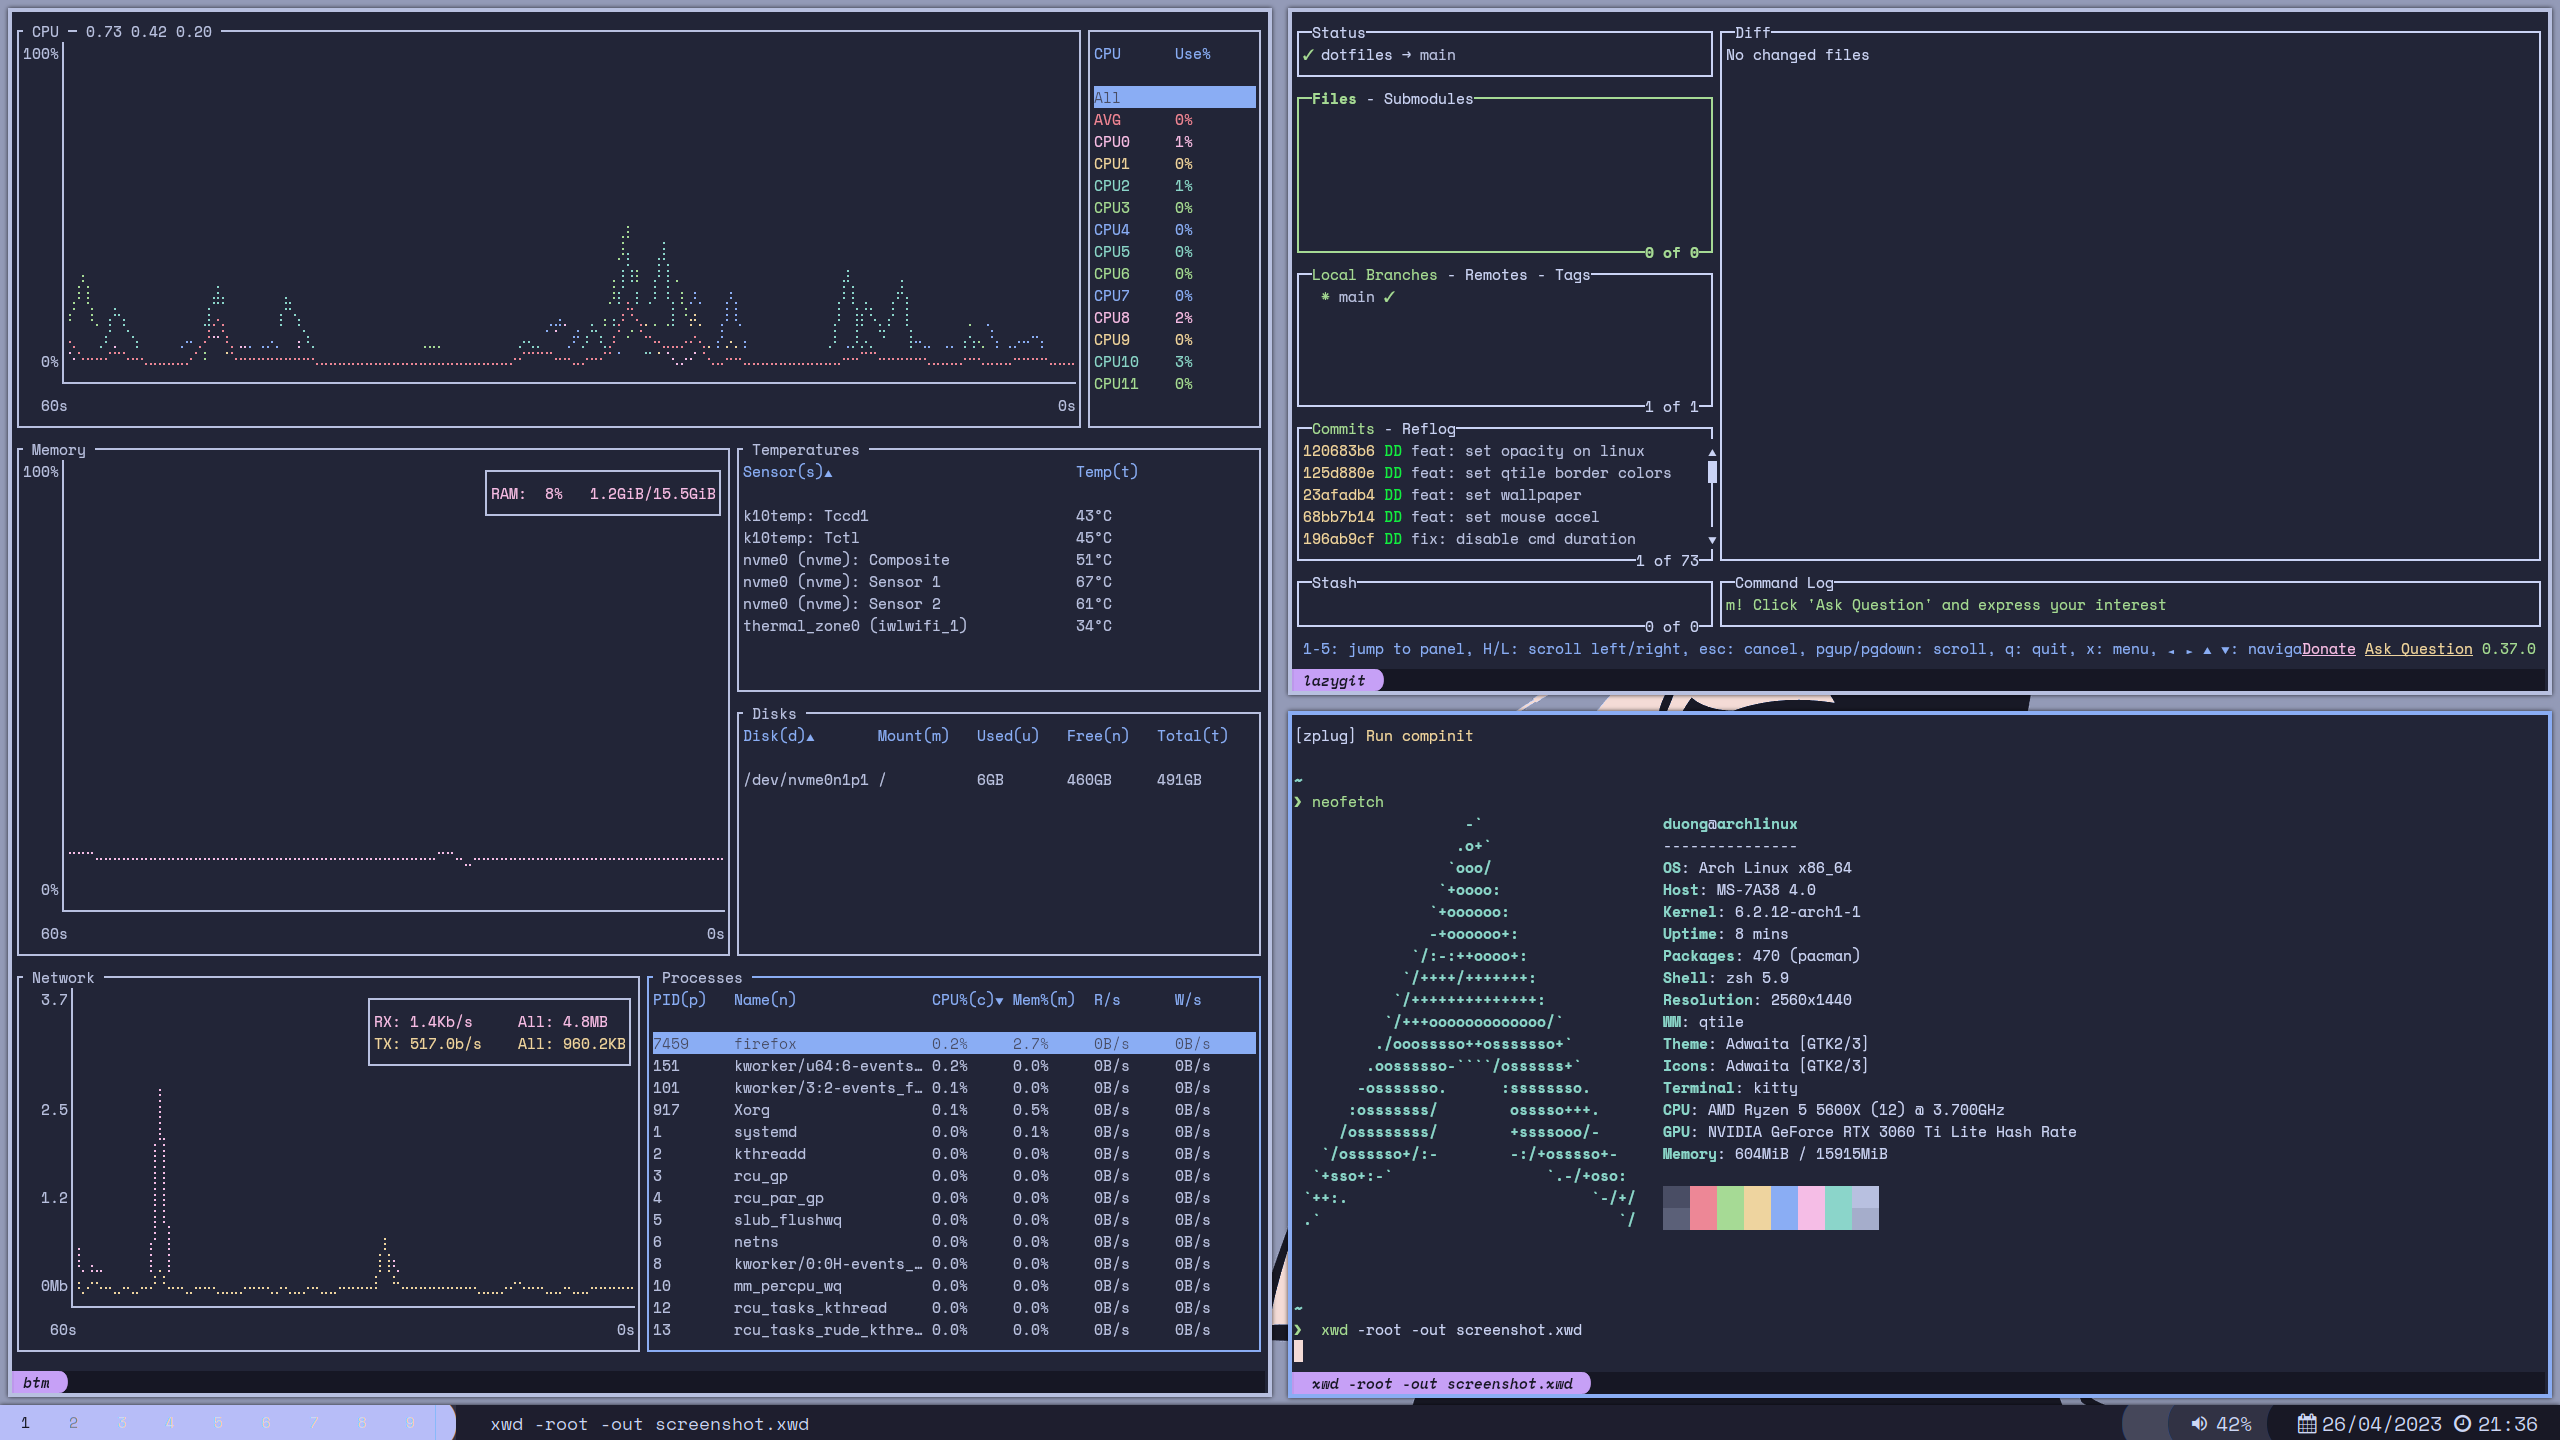 CPU — 0.73 0.42 0.20
100%
0%
60s 0s
CPU Use%
All
AVG 0%
CPU0 1%
CPU1 0%
CPU2 1%
CPU3 0%
CPU4 0%
CPU5 0%
CPU6 0%
CPU7 0%
CPU8 2%
CPU9 0%
CPU10 3%
CPU11 0%
Memory
100%
RAM: 8% 1.2GiB/15.5GiB
0%
60s 0s
Temperatures
Sensor(s)▲ Temp(t)
k10temp: Tccd1 43°C
k10temp: Tctl 45°C
nvme0 (nvme): Composite 51°C
nvme0 (nvme): Sensor 1 67°C
nvme0 (nvme): Sensor 2 61°C
thermal_zone0 (iwlwifi_1) 34°C
Disks
Disk(d)▲ Mount(m) Used(u) Free(n) Total(t)
/dev/nvme0n1p1 / 6GB 460GB 491GB
Network
3.7
2.5
1.2
0Mb
60s 0s
RX: 1.4Kb/s All: 4.8MB
TX: 517.0b/s All: 960.2KB
Processes
PID(p) Name(n) CPU%(c)▼ Mem%(m) R/s W/s
7459 firefox 0.2% 2.7% 0B/s 0B/s
151 kworker/u64:6-events… 0.2% 0.0% 0B/s 0B/s
101 kworker/3:2-events_f… 0.1% 0.0% 0B/s 0B/s
917 Xorg 0.1% 0.5% 0B/s 0B/s
1 systemd 0.0% 0.1% 0B/s 0B/s
2 kthreadd 0.0% 0.0% 0B/s 0B/s
3 rcu_gp 0.0% 0.0% 0B/s 0B/s
4 rcu_par_gp 0.0% 0.0% 0B/s 0B/s
5 slub_flushwq 0.0% 0.0% 0B/s 0B/s
6 netns 0.0% 0.0% 0B/s 0B/s
8 kworker/0:0H-events_… 0.0% 0.0% 0B/s 0B/s
10 mm_percpu_wq 0.0% 0.0% 0B/s 0B/s
12 rcu_tasks_kthread 0.0% 0.0% 0B/s 0B/s
13 rcu_tasks_rude_kthre… 0.0% 0.0% 0B/s 0B/s
btm
Status
✓ dotfiles → main
Files - Submodules
0 of 0
Local Branches - Remotes - Tags
* main ✓
1 of 1
Commits - Reflog
120683b6 DD feat: set opacity on linux
125d880e DD feat: set qtile border colors
23afadb4 DD feat: set wallpaper
68bb7b14 DD feat: set mouse accel
196ab9cf DD fix: disable cmd duration
1 of 73
Stash
0 of 0
Diff
No changed files
Command Log
m! Click 'Ask Question' and express your interest
1-5: jump to panel, H/L: scroll left/right, esc: cancel, pgup/pgdown: scroll, q: quit, x: menu, ◄ ► ▲ ▼: navigaDonate Ask Question 0.37.0
lazygit
[zplug] Run compinit
~
❯ neofetch
-`
.o+`
`ooo/
`+oooo:
`+oooooo:
-+oooooo+:
`/:-:++oooo+:
`/++++/+++++++:
`/++++++++++++++:
`/+++ooooooooooooo/`
./ooosssso++osssssso+`
.oossssso-````/ossssss+`
-osssssso. :ssssssso.
:osssssss/ osssso+++.
/ossssssss/ +ssssooo/-
`/ossssso+/:- -:/+osssso+-
`+sso+:-` `.-/+oso:
`++:. `-/+/
.` `/
duong@archlinux
---------------
OS: Arch Linux x86_64
Host: MS-7A38 4.0
Kernel: 6.2.12-arch1-1
Uptime: 8 mins
Packages: 470 (pacman)
Shell: zsh 5.9
Resolution: 2560x1440
WM: qtile
Theme: Adwaita [GTK2/3]
Icons: Adwaita [GTK2/3]
Terminal: kitty
CPU: AMD Ryzen 5 5600X (12) @ 3.700GHz
GPU: NVIDIA GeForce RTX 3060 Ti Lite Hash Rate
Memory: 604MiB / 15915MiB
~
❯ xwd -root -out screenshot.xwd
xwd -root -out screenshot.xwd
1 2 3 4 5 6 7 8 9 xwd -root -out screenshot.xwd 42% 26/04/2023 21:36